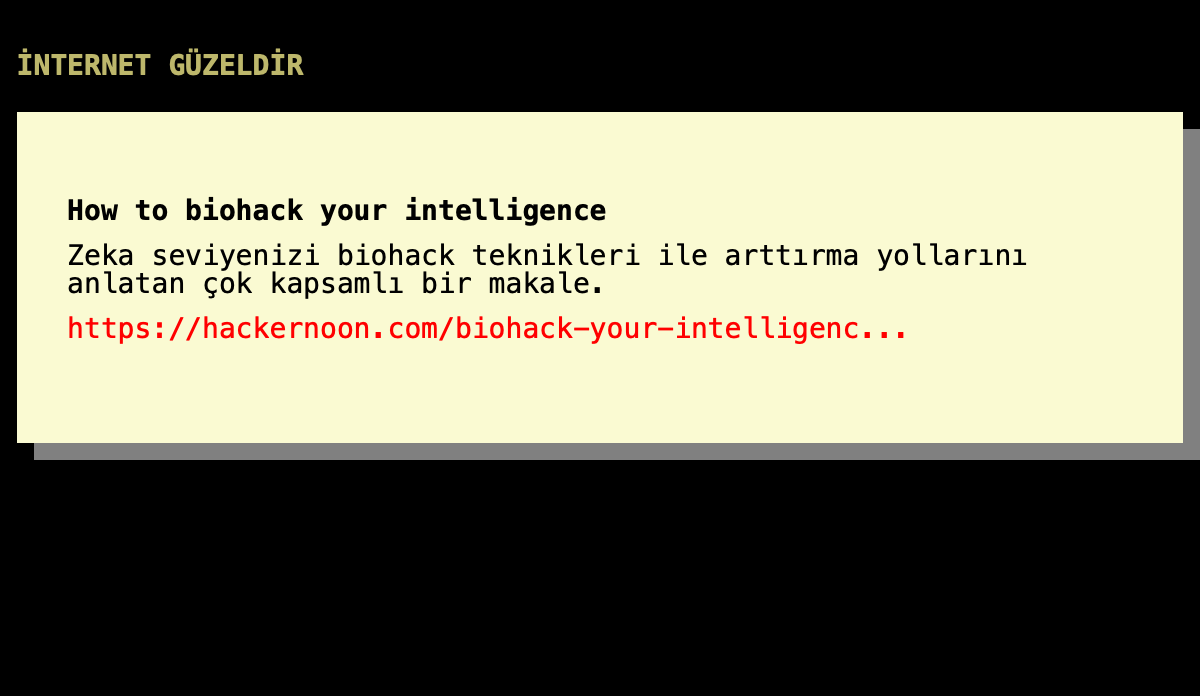 İNTERNET GÜZELDİR
How to biohack your intelligence
Zeka seviyenizi biohack teknikleri ile arttırma yollarını
anlatan çok kapsamlı bir makale.
https://hackernoon.com/biohack-your-intelligenc...